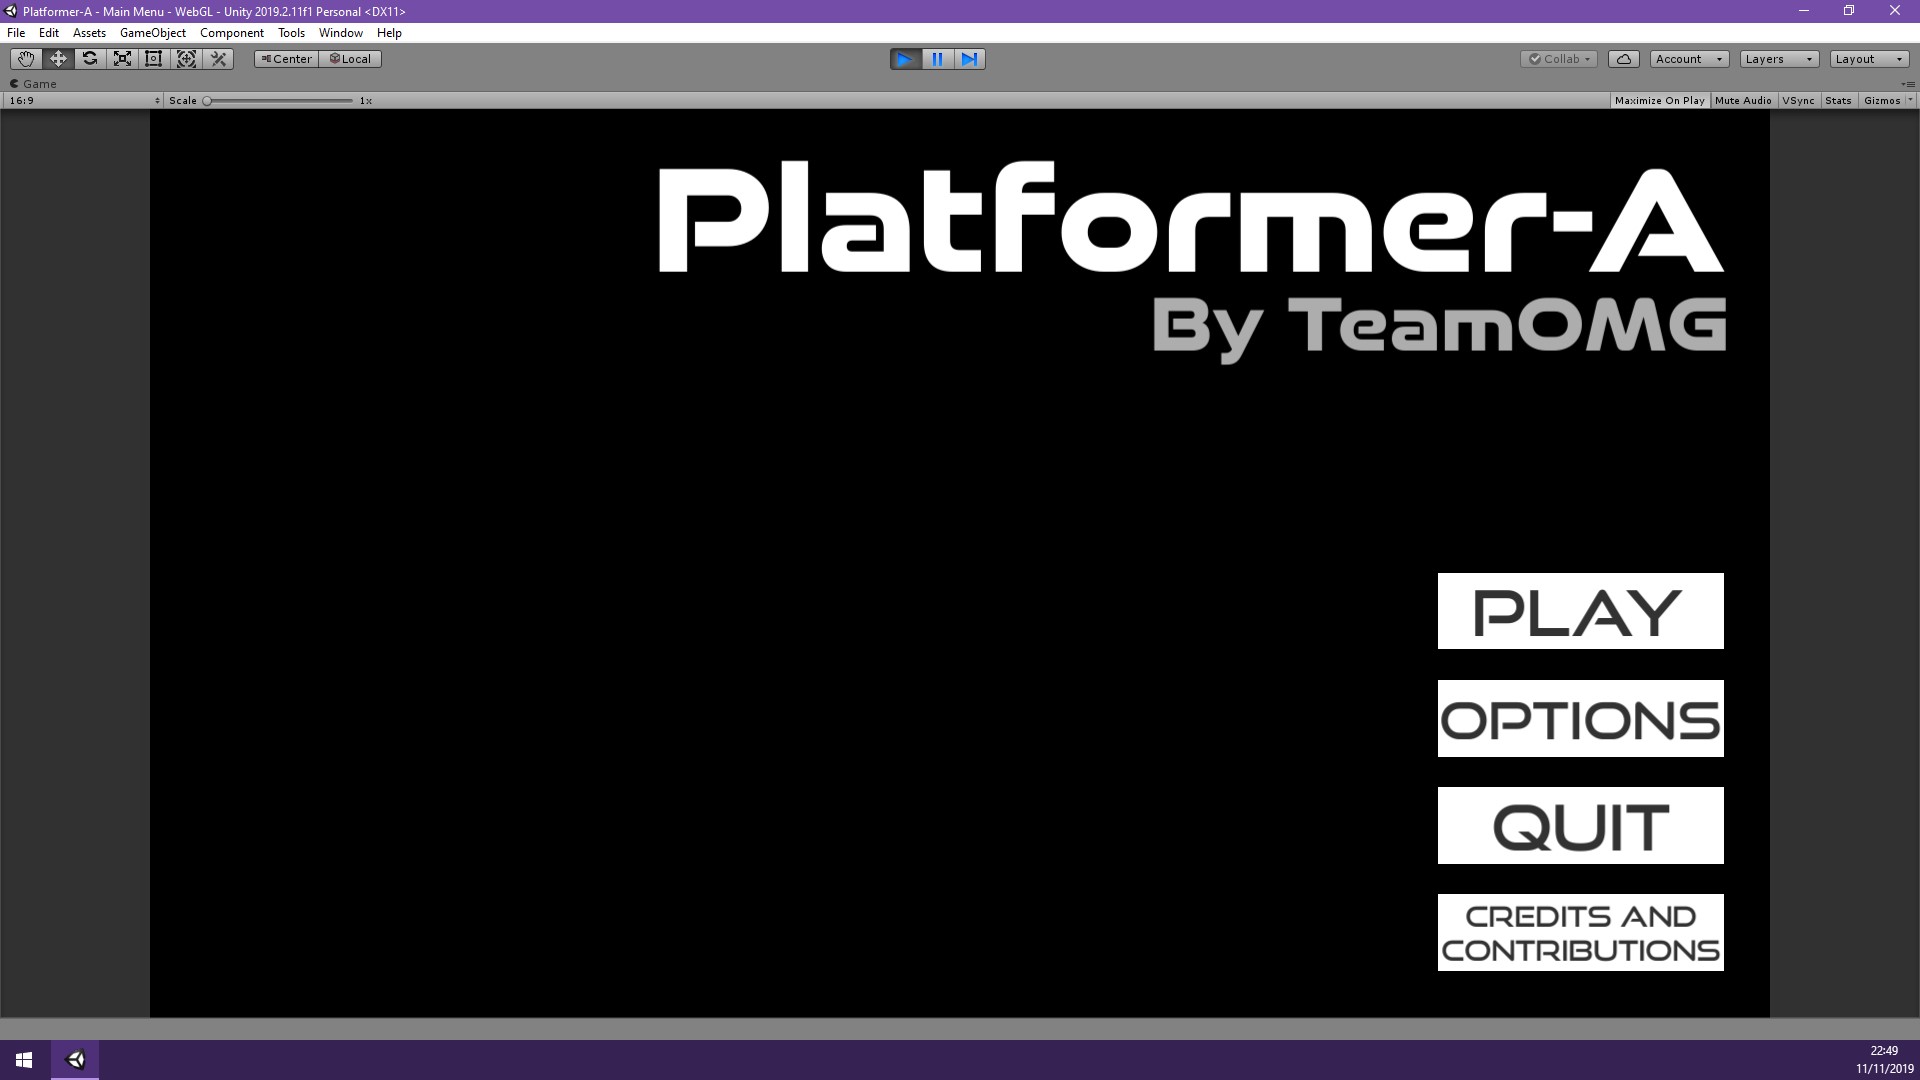 Platformer-A - Main Menu - WebGL - Unity 2019.2.11f1 Personal <DX11>
File Edit Assets GameObject Component Tools Window Help
Center Local Collab Account Layers Layout
Game
16:9 Scale 1x Maximize On Play Mute Audio VSync Stats Gizmos
Platformer-A
By TeamOMG
PLAY
OPTIONS
QUIT
CREDITS AND
CONTRIBUTIONS
22:49
11/11/2019